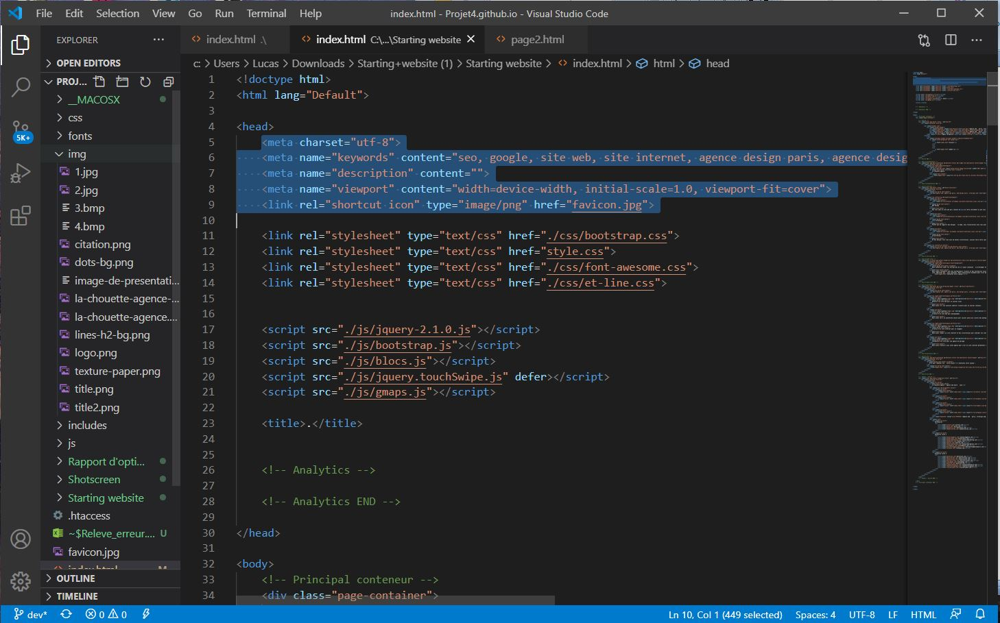 File Edit Selection View Go Run Terminal Help
index.html - Projet4.github.io - Visual Studio Code
EXPLORER
OPEN EDITORS
PROJ...
__MACOSX
css
fonts
img
1.jpg
2.jpg
3.bmp
4.bmp
citation.png
dots-bg.png
image-de-presentati...
la-chouette-agence-...
la-chouette-agence....
lines-h2-bg.png
logo.png
texture-paper.png
title.png
title2.png
includes
js
Rapport d'opti...
Shotscreen
Starting website
.htaccess
~$Releve_erreur.... U
favicon.jpg
index.html M
OUTLINE
TIMELINE
5K+
index.html .\
index.html C:\...\Starting website
page2.html
c: > Users > Lucas > Downloads > Starting+website (1) > Starting website > index.html > html > head
1 <!doctype html>
2 <html lang="Default">
3
4 <head>
5 <meta charset="utf-8">
6 <meta name="keywords" content="seo, google, site web, site internet, agence design paris, agence desig
7 <meta name="description" content="">
8 <meta name="viewport" content="width=device-width, initial-scale=1.0, viewport-fit=cover">
9 <link rel="shortcut icon" type="image/png" href="favicon.jpg">
10
11 <link rel="stylesheet" type="text/css" href="./css/bootstrap.css">
12 <link rel="stylesheet" type="text/css" href="style.css">
13 <link rel="stylesheet" type="text/css" href="./css/font-awesome.css">
14 <link rel="stylesheet" type="text/css" href="./css/et-line.css">
15
16
17 <script src="./js/jquery-2.1.0.js"></script>
18 <script src="./js/bootstrap.js"></script>
19 <script src="./js/blocs.js"></script>
20 <script src="./js/jquery.touchSwipe.js" defer></script>
21 <script src="./js/gmaps.js"></script>
22
23 <title>.</title>
24
25
26 <!-- Analytics -->
27
28 <!-- Analytics END -->
29
30 </head>
31
32 <body>
33 <!-- Principal conteneur -->
34 <div class="page-container">
dev* 0 0 Ln 10, Col 1 (449 selected) Spaces: 4 UTF-8 LF HTML